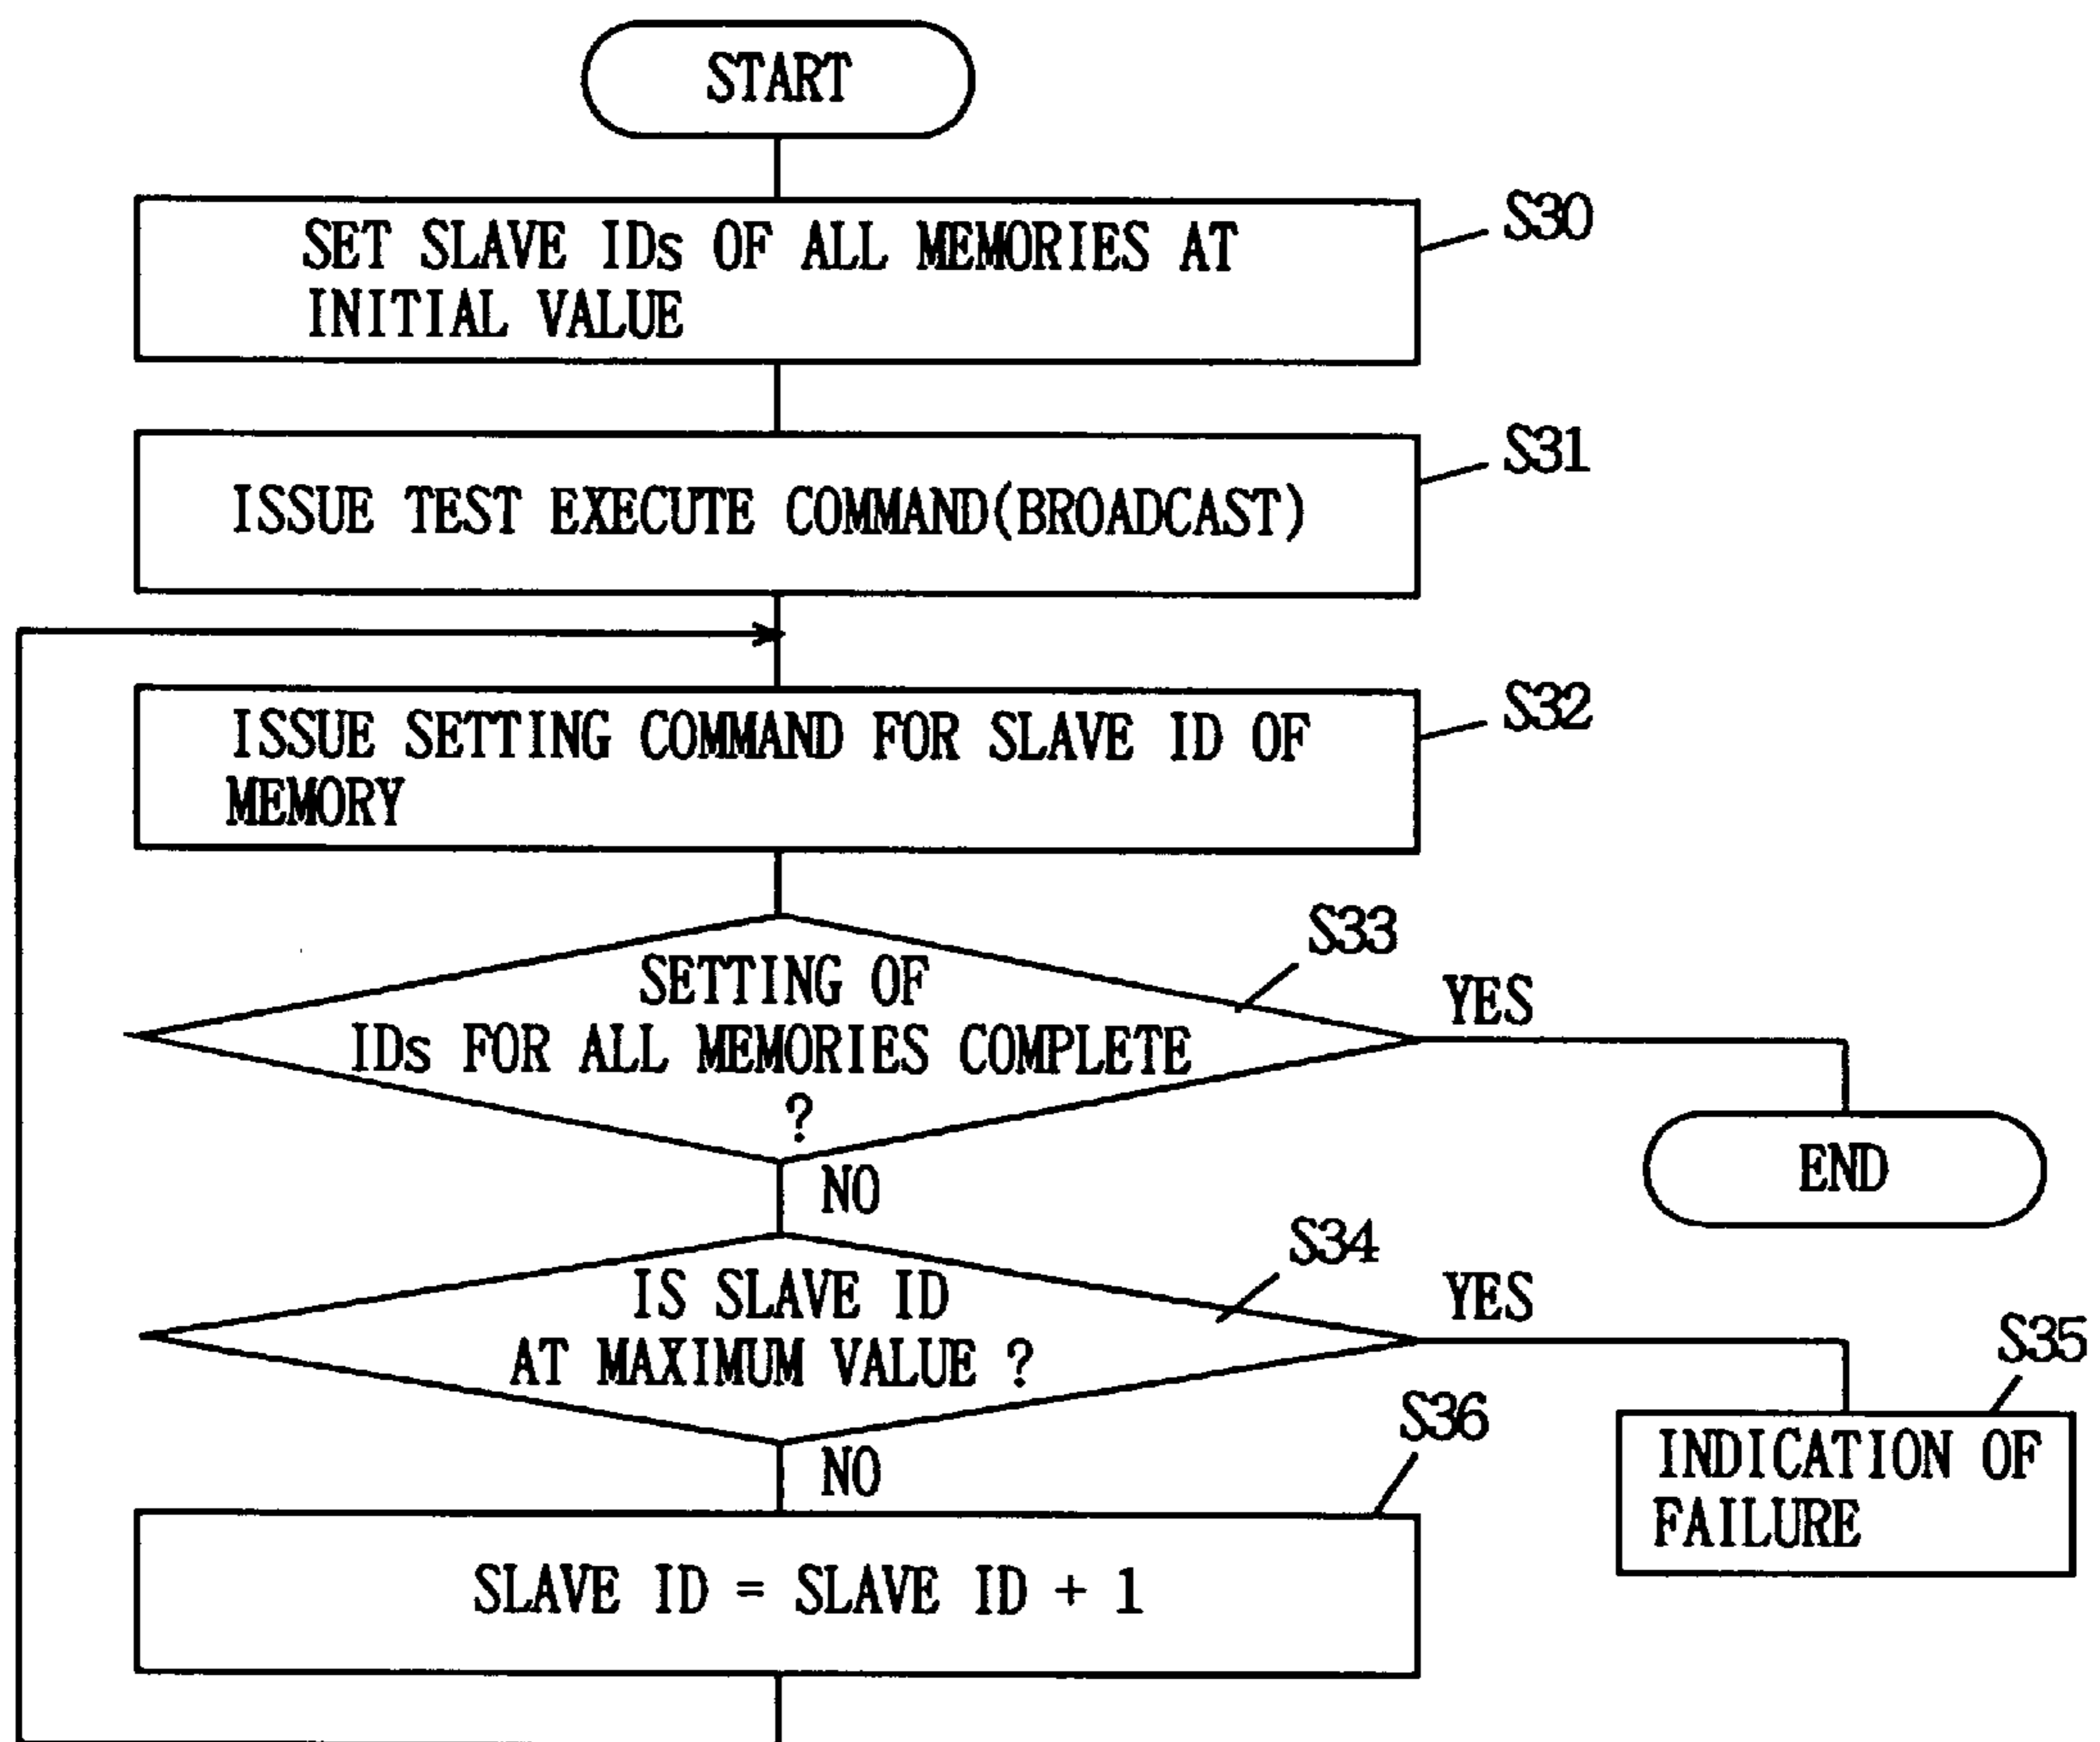 START
SET SLAVE IDs OF ALL MEMORIES AT
INITIAL VALUE
S30
ISSUE TEST EXECUTE COMMAND(BROADCAST)
S31
ISSUE SETTING COMMAND FOR SLAVE ID OF
MEMORY
S32
SETTING OF
IDs FOR ALL MEMORIES COMPLETE
?
S33
YES
END
NO
IS SLAVE ID
AT MAXIMUM VALUE ?
S34
YES
S35
INDICATION OF
FAILURE
NO
S36
SLAVE ID = SLAVE ID + 1